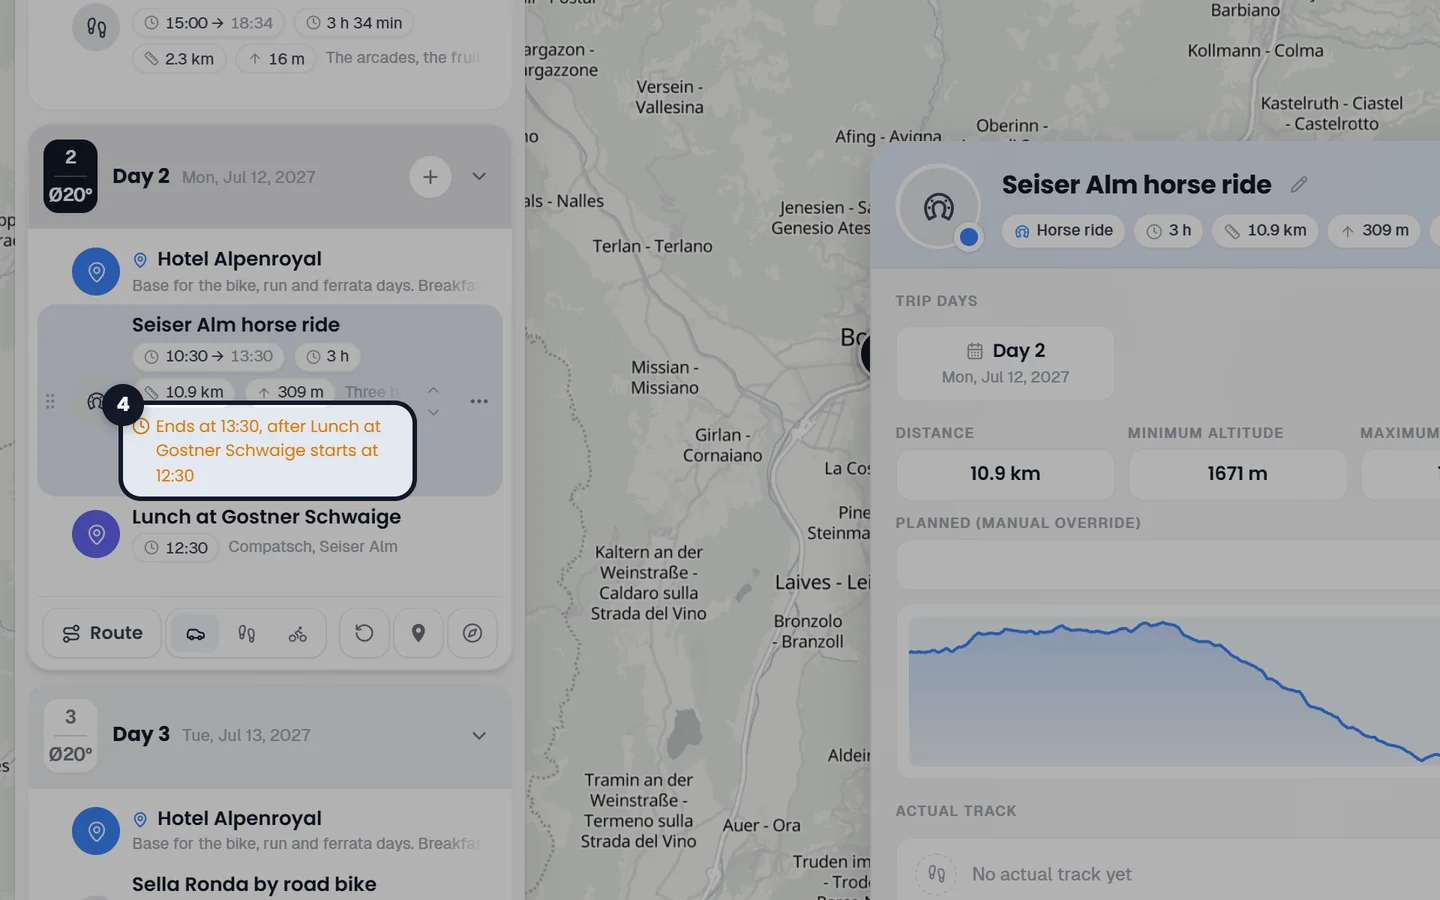 15:00 → 18:34
3 h 34 min
2.3 km
16 m
The arcades, the frui
2
Ø20°
Day 2
Mon, Jul 12, 2027
Hotel Alpenroyal
Base for the bike, run and ferrata days. Breakfa
Seiser Alm horse ride
10:30 → 13:30
3 h
10.9 km
309 m
Three h
4
Ends at 13:30, after Lunch at
Gostner Schwaige starts at
12:30
Lunch at Gostner Schwaige
12:30
Compatsch, Seiser Alm
Route
3
Ø20°
Day 3
Tue, Jul 13, 2027
Hotel Alpenroyal
Base for the bike, run and ferrata days. Breakfa
Sella Ronda by road bike
argazon -
rgazzone
Versein -
Vallesina
Barbiano
Kollmann - Colma
Kastelruth - Ciastel
- Castelrotto
Afing - Avigna
Oberinn -
als - Nalles
Jenesien - Sa
Genesio Ates
Terlan - Terlano
Missian -
Missiano
Girlan -
Cornaiano
La Cos
Pine
Steinma
Kaltern an der
Weinstraße -
Caldaro sulla
Strada del Vino
Laives - Lei
Bronzolo
- Branzoll
Aldei
Tramin an der
Weinstraße -
Termeno sulla
Strada del Vino
Auer - Ora
Truden im
- Trod
Seiser Alm horse ride
Horse ride
3 h
10.9 km
309 m
TRIP DAYS
Day 2
Mon, Jul 12, 2027
DISTANCE
MINIMUM ALTITUDE
MAXIMUM
10.9 km
1671 m
PLANNED (MANUAL OVERRIDE)
ACTUAL TRACK
No actual track yet